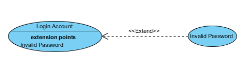 Login Account
extension points
Invalid Password
<<Extend>>
Invalid Password